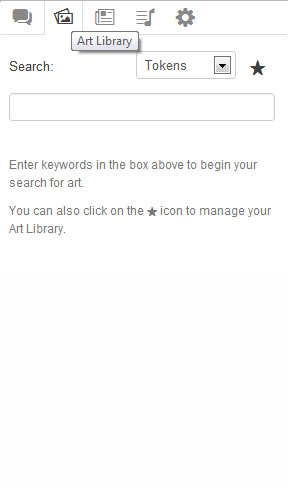 Art Library
Search:
Tokens
Enter keywords in the box above to begin your
search for art.
You can also click on the ★ icon to manage your
Art Library.